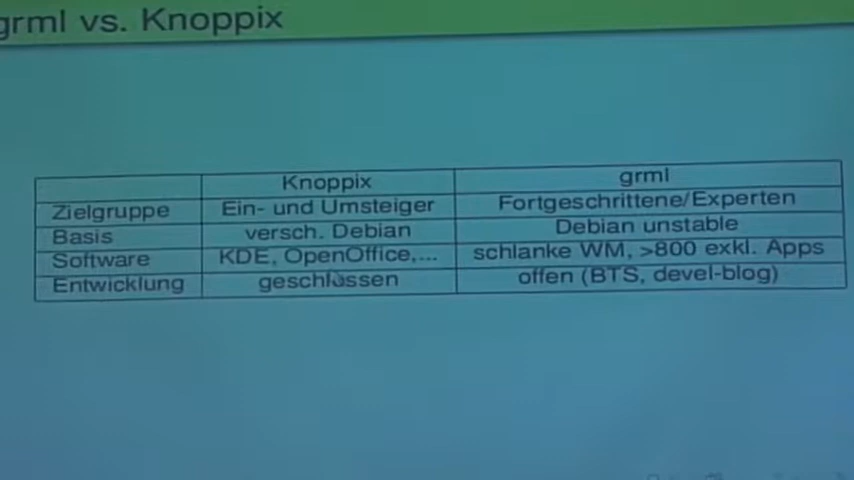 grml vs. Knoppix
Knoppix grml
Zielgruppe Ein- und Umsteiger Fortgeschrittene/Experten
Basis versch. Debian Debian unstable
Software KDE, OpenOffice,... schlanke WM, >800 exkl. Apps
Entwicklung geschlossen offen (BTS, devel-blog)